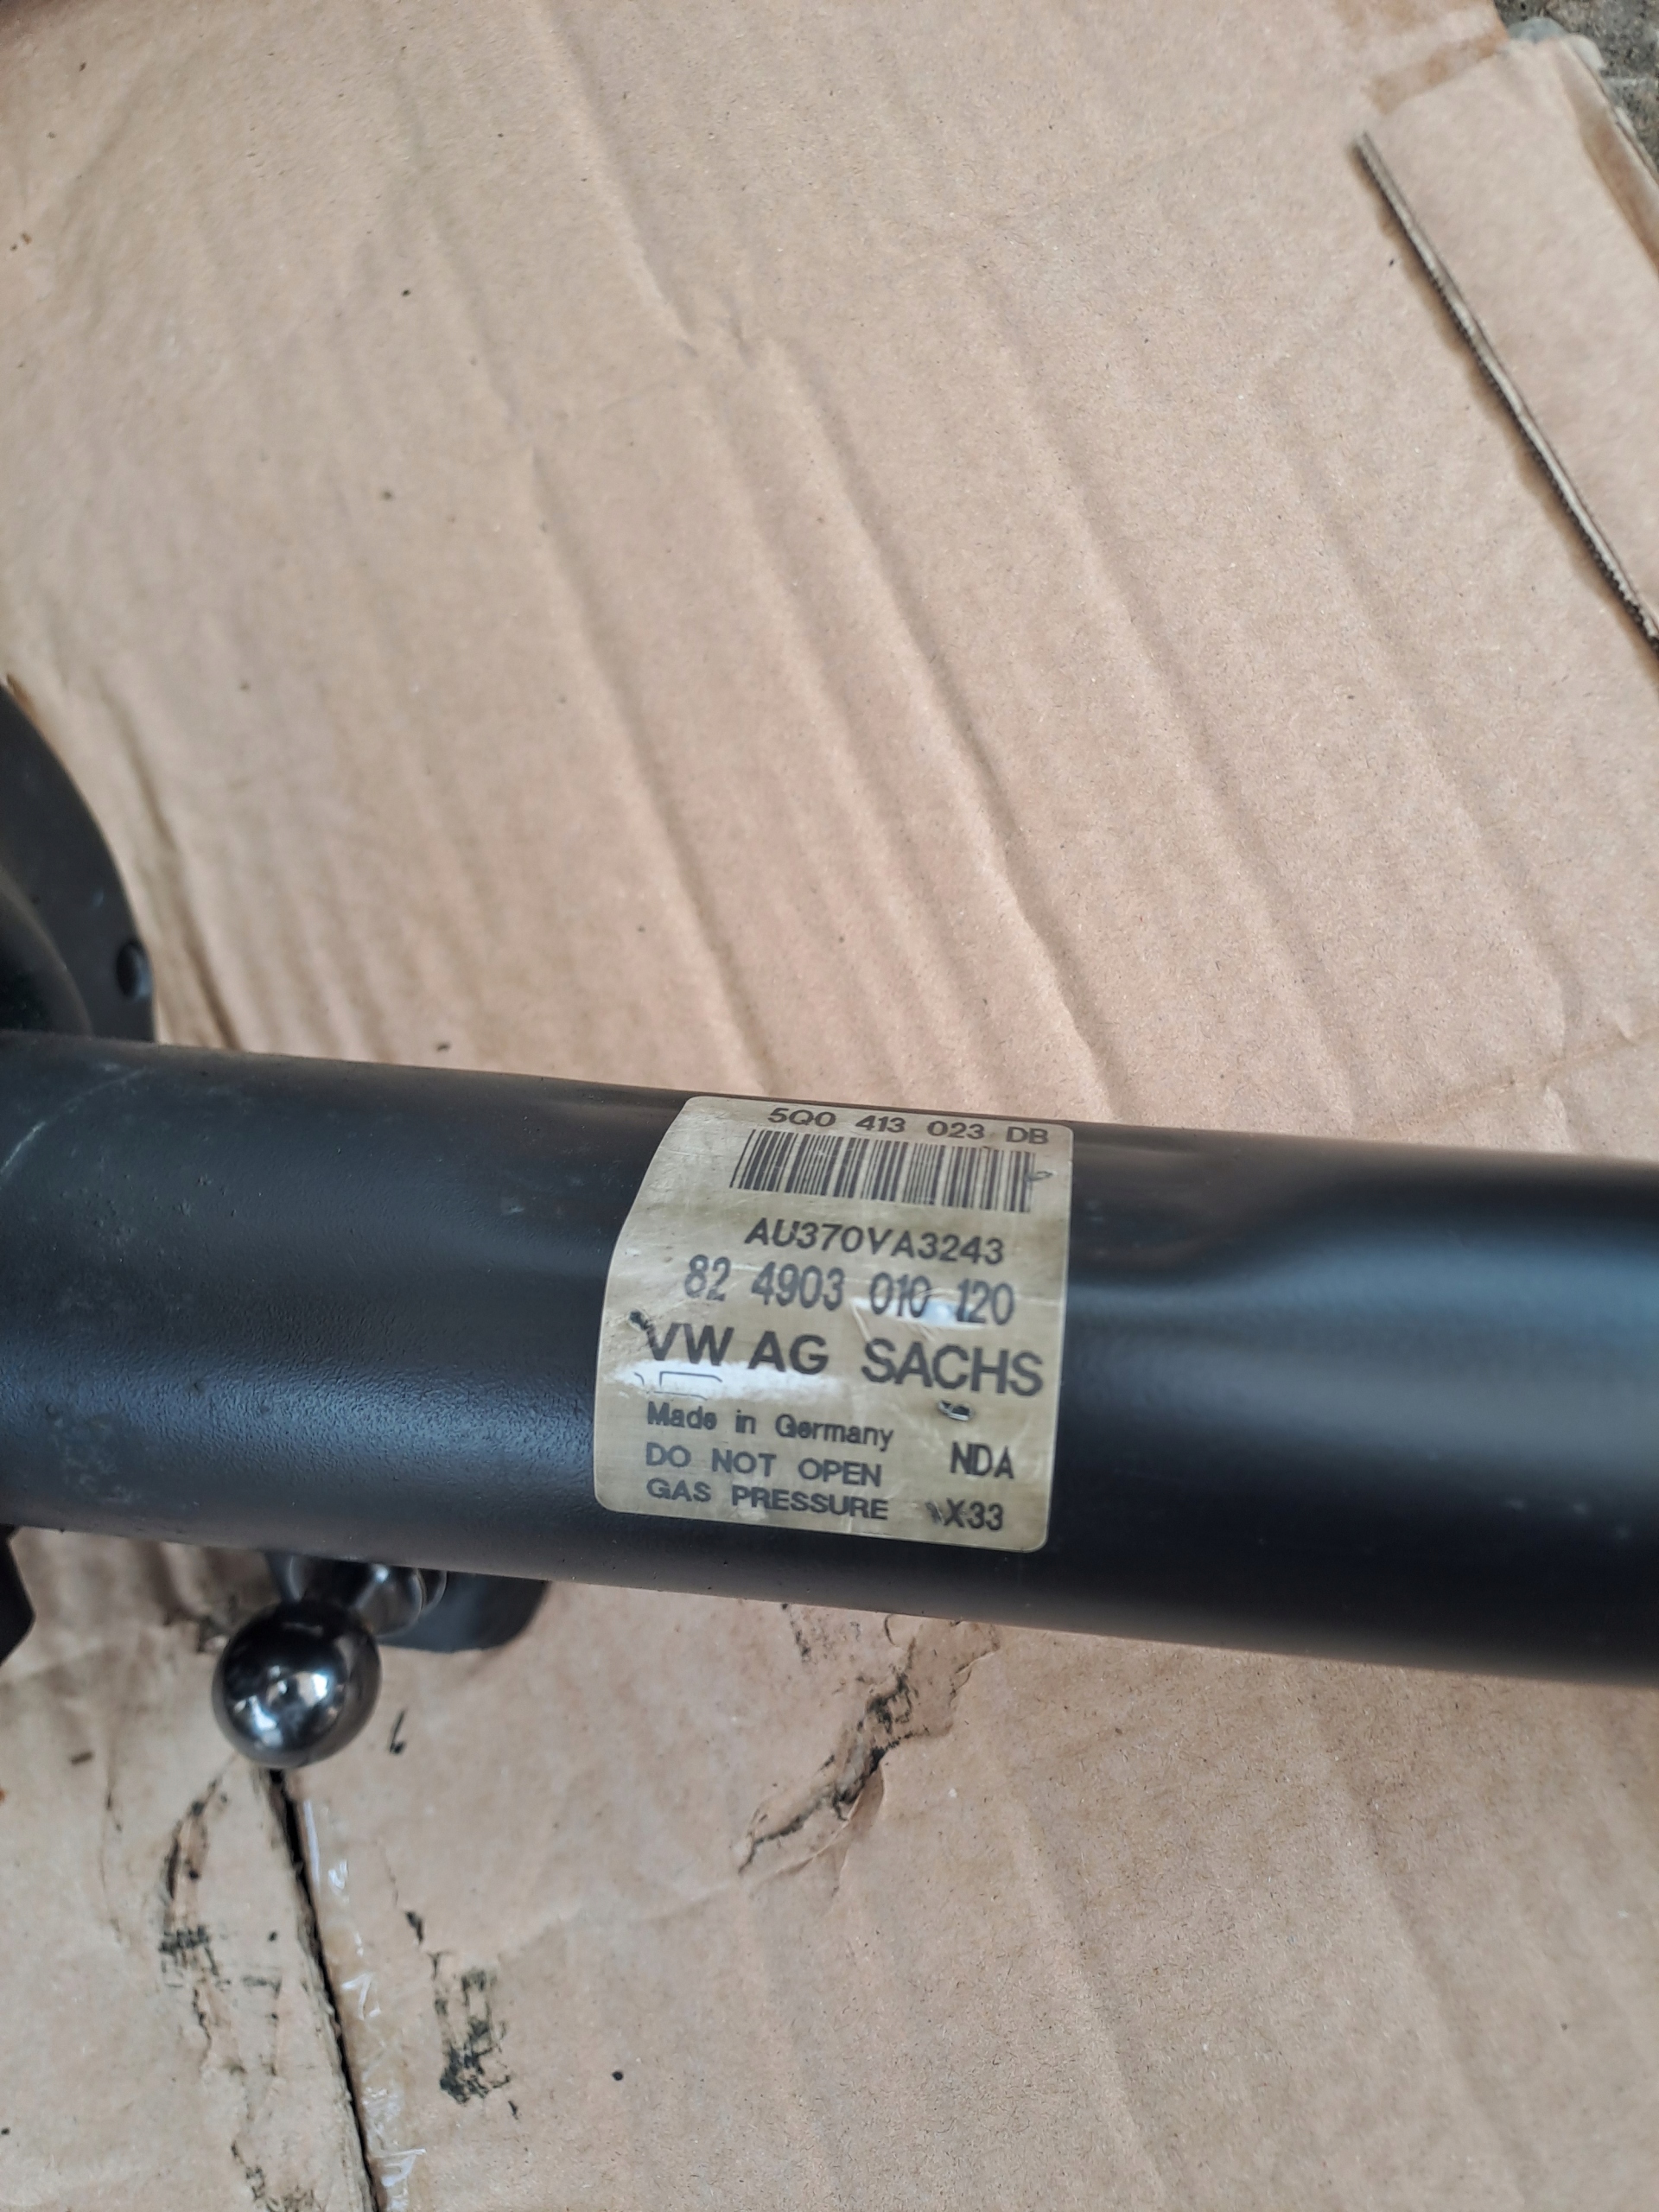 5Q0 413 023 DB
AU370VA3243
82 4903 010 120
VW AG SACHS
Made in Germany
DO NOT OPEN NDA
GAS PRESSURE X33